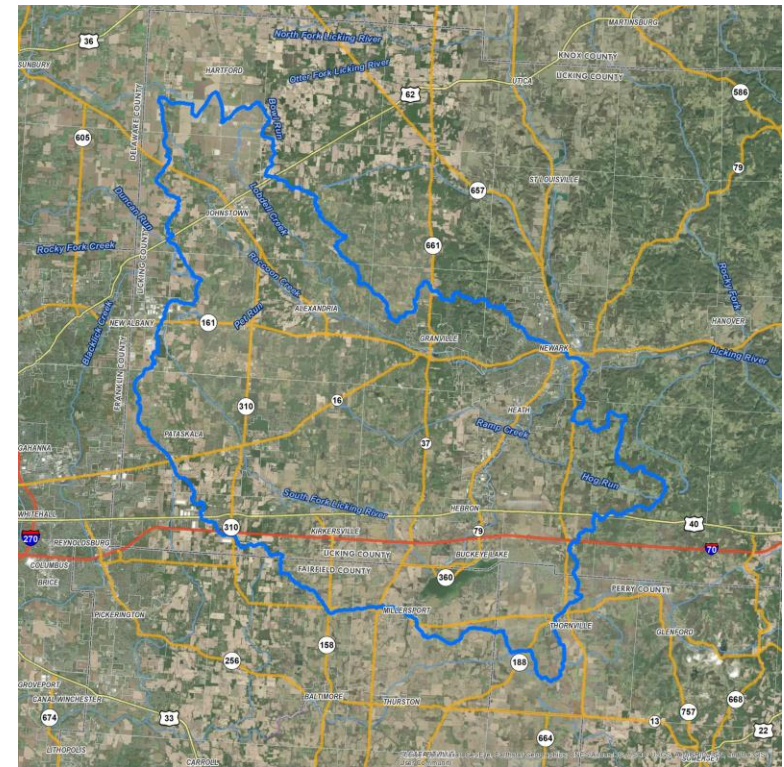 36
North Fork Licking River
MARTINSBURG
SUNBURY
HARTFORD
Otter Fork Licking River
KNOX COUNTY
LICKING COUNTY
UTICA
586
62
DELAWARE COUNTY
605
Bowl Run
79
657
ST LOUISVILLE
Duncan Run
JOHNSTOWN
Lobdell Creek
Rocky Fork Creek
LICKING COUNTY
661
Raccoon Creek
Rocky Fork
Blacklick Creek
NEW ALBANY
161
Pet Run
ALEXANDRIA
HANOVER
GRANVILLE
NEWARK
Licking River
FRANKLIN COUNTY
310
16
HEATH
Ramp Creek
PATASKALA
37
GAHANNA
Hog Run
South Fork Licking River
WHITEHALL
HEBRON
40
270
310
KIRKERSVILLE
79
REYNOLDSBURG
70
COLUMBUS
LICKING COUNTY
BUCKEYE LAKE
BRICE
FAIRFIELD COUNTY
360
PERRY COUNTY
PICKERINGTON
MILLERSPORT
THORNVILLE
GLENFORD
158
256
188
GROVEPORT
BALTIMORE
THURSTON
668
CANAL WINCHESTER
33
757
674
13
22
LITHOPOLIS
664
CARROLL